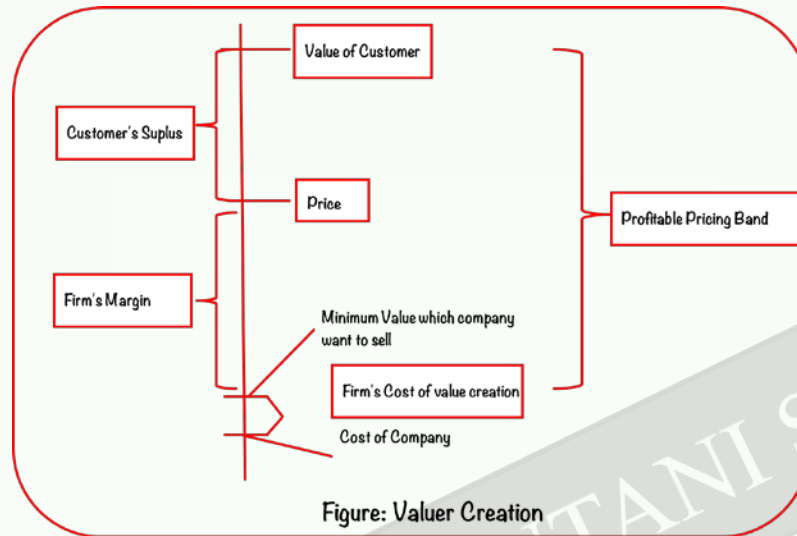 Value of Customer
Customer's Suplus
Price
Profitable Pricing Band
Firm's Margin
Minimum Value which company
want to sell
Firm's Cost of value creation
Cost of Company
Figure: Valuer Creation